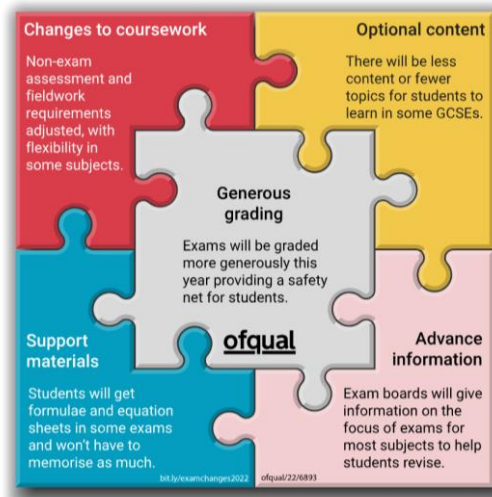 Changes to coursework
Non-exam
assessment and
fieldwork
requirements
adjusted, with
flexibility in
some subjects.
Optional content
There will be less
content or fewer
topics for students to
learn in some GCSEs.
Generous
grading
Exams will be graded
more generously this
year providing a safety
net for students.
ofqual
Support
materials
Students will get
formulae and equation
sheets in some exams
and won't have to
memorise as much.
bit.ly/examchanges2022
Advance
information
Exam boards will give
information on the
focus of exams for
most subjects to help
students revise.
ofqual/22/6893